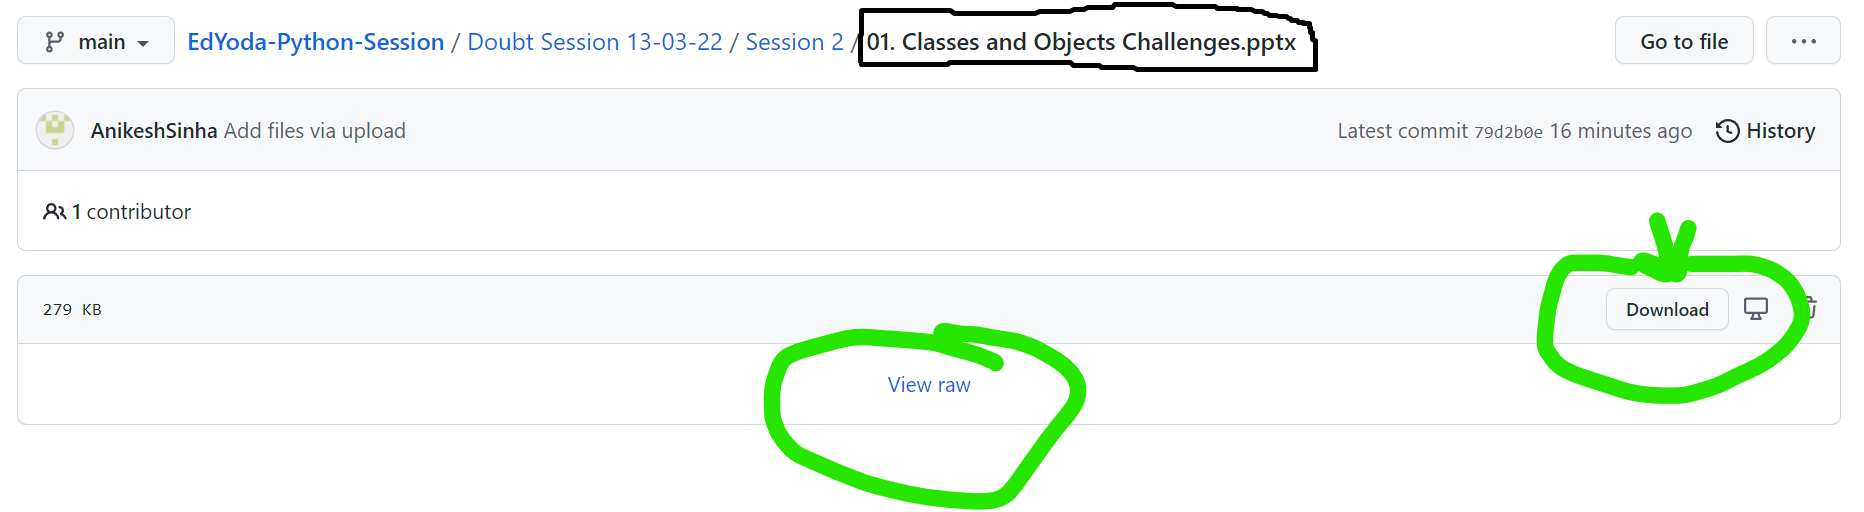 main EdYoda-Python-Session / Doubt Session 13-03-22 / Session 2 / 01. Classes and Objects Challenges.pptx Go to file ...
AnikeshSinha Add files via upload Latest commit 79d2b0e 16 minutes ago History
1 contributor
279 KB Download
View raw